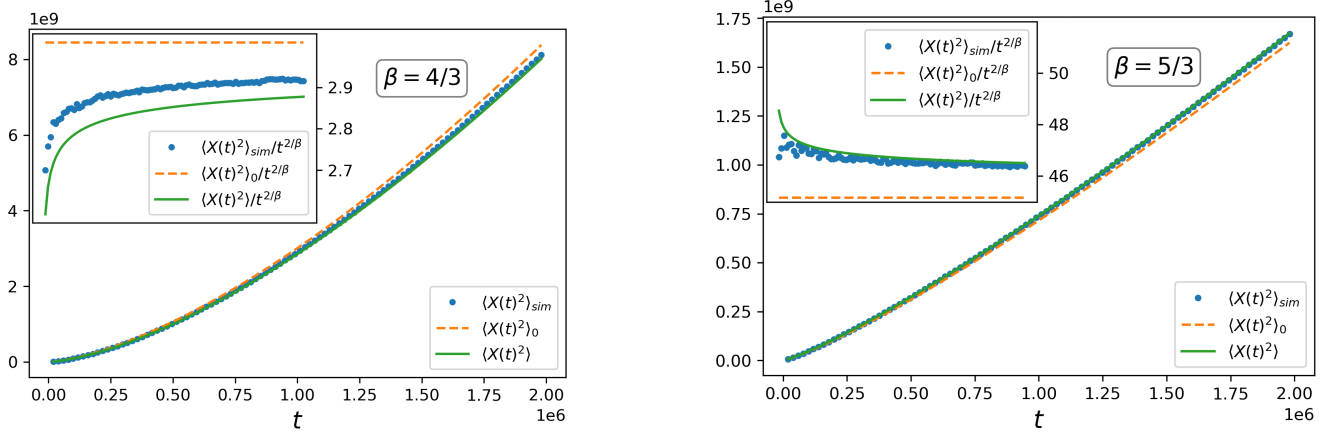 1e9
8
6
4
2
0
β = 4/3
2.9
2.8
2.7
⟨X(t)²⟩sim/t^2/β
⟨X(t)²⟩0/t^2/β
⟨X(t)²⟩/t^2/β
⟨X(t)²⟩sim
⟨X(t)²⟩0
⟨X(t)²⟩
0.00 0.25 0.50 0.75 1.00 1.25 1.50 1.75 2.00
1e6
t
1e9
1.75
1.50
1.25
1.00
0.75
0.50
0.25
0.00
⟨X(t)²⟩sim/t^2/β
⟨X(t)²⟩0/t^2/β
⟨X(t)²⟩/t^2/β
50
48
46
β = 5/3
⟨X(t)²⟩sim
⟨X(t)²⟩0
⟨X(t)²⟩
0.00 0.25 0.50 0.75 1.00 1.25 1.50 1.75 2.00
1e6
t